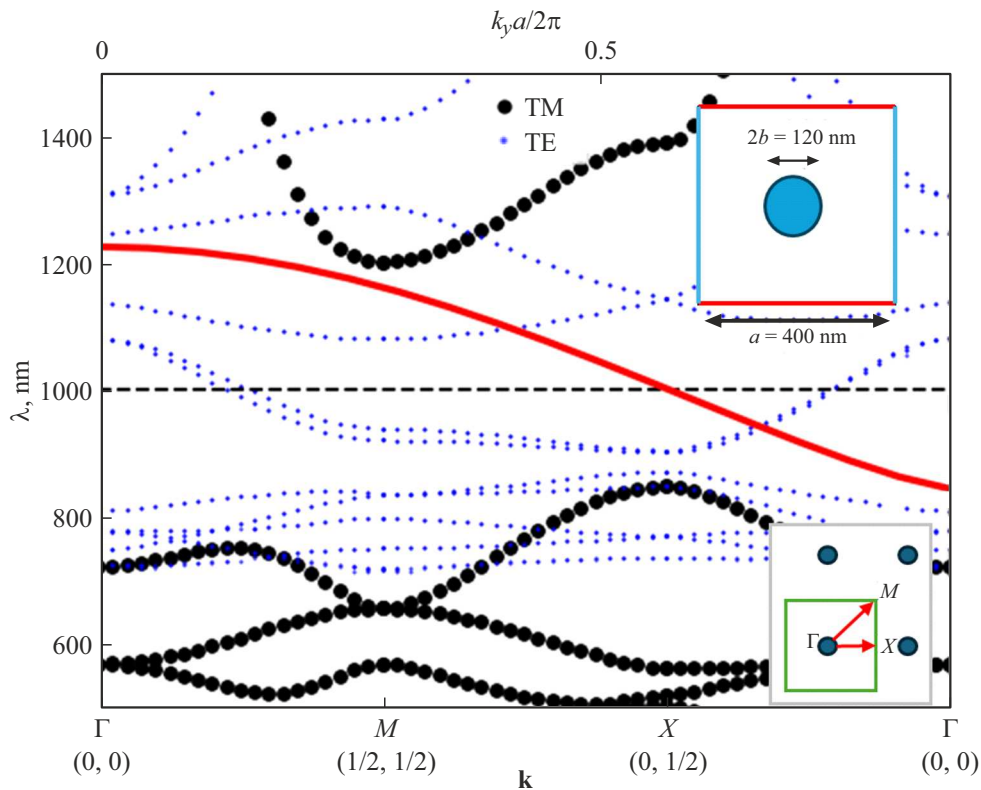 k_y a/2π
0 0.5
TM
TE
2b = 120 nm
a = 400 nm
λ, nm
1400
1200
1000
800
600
M
Γ X
Γ M X Γ
(0, 0) (1/2, 1/2) (0, 1/2) (0, 0)
k